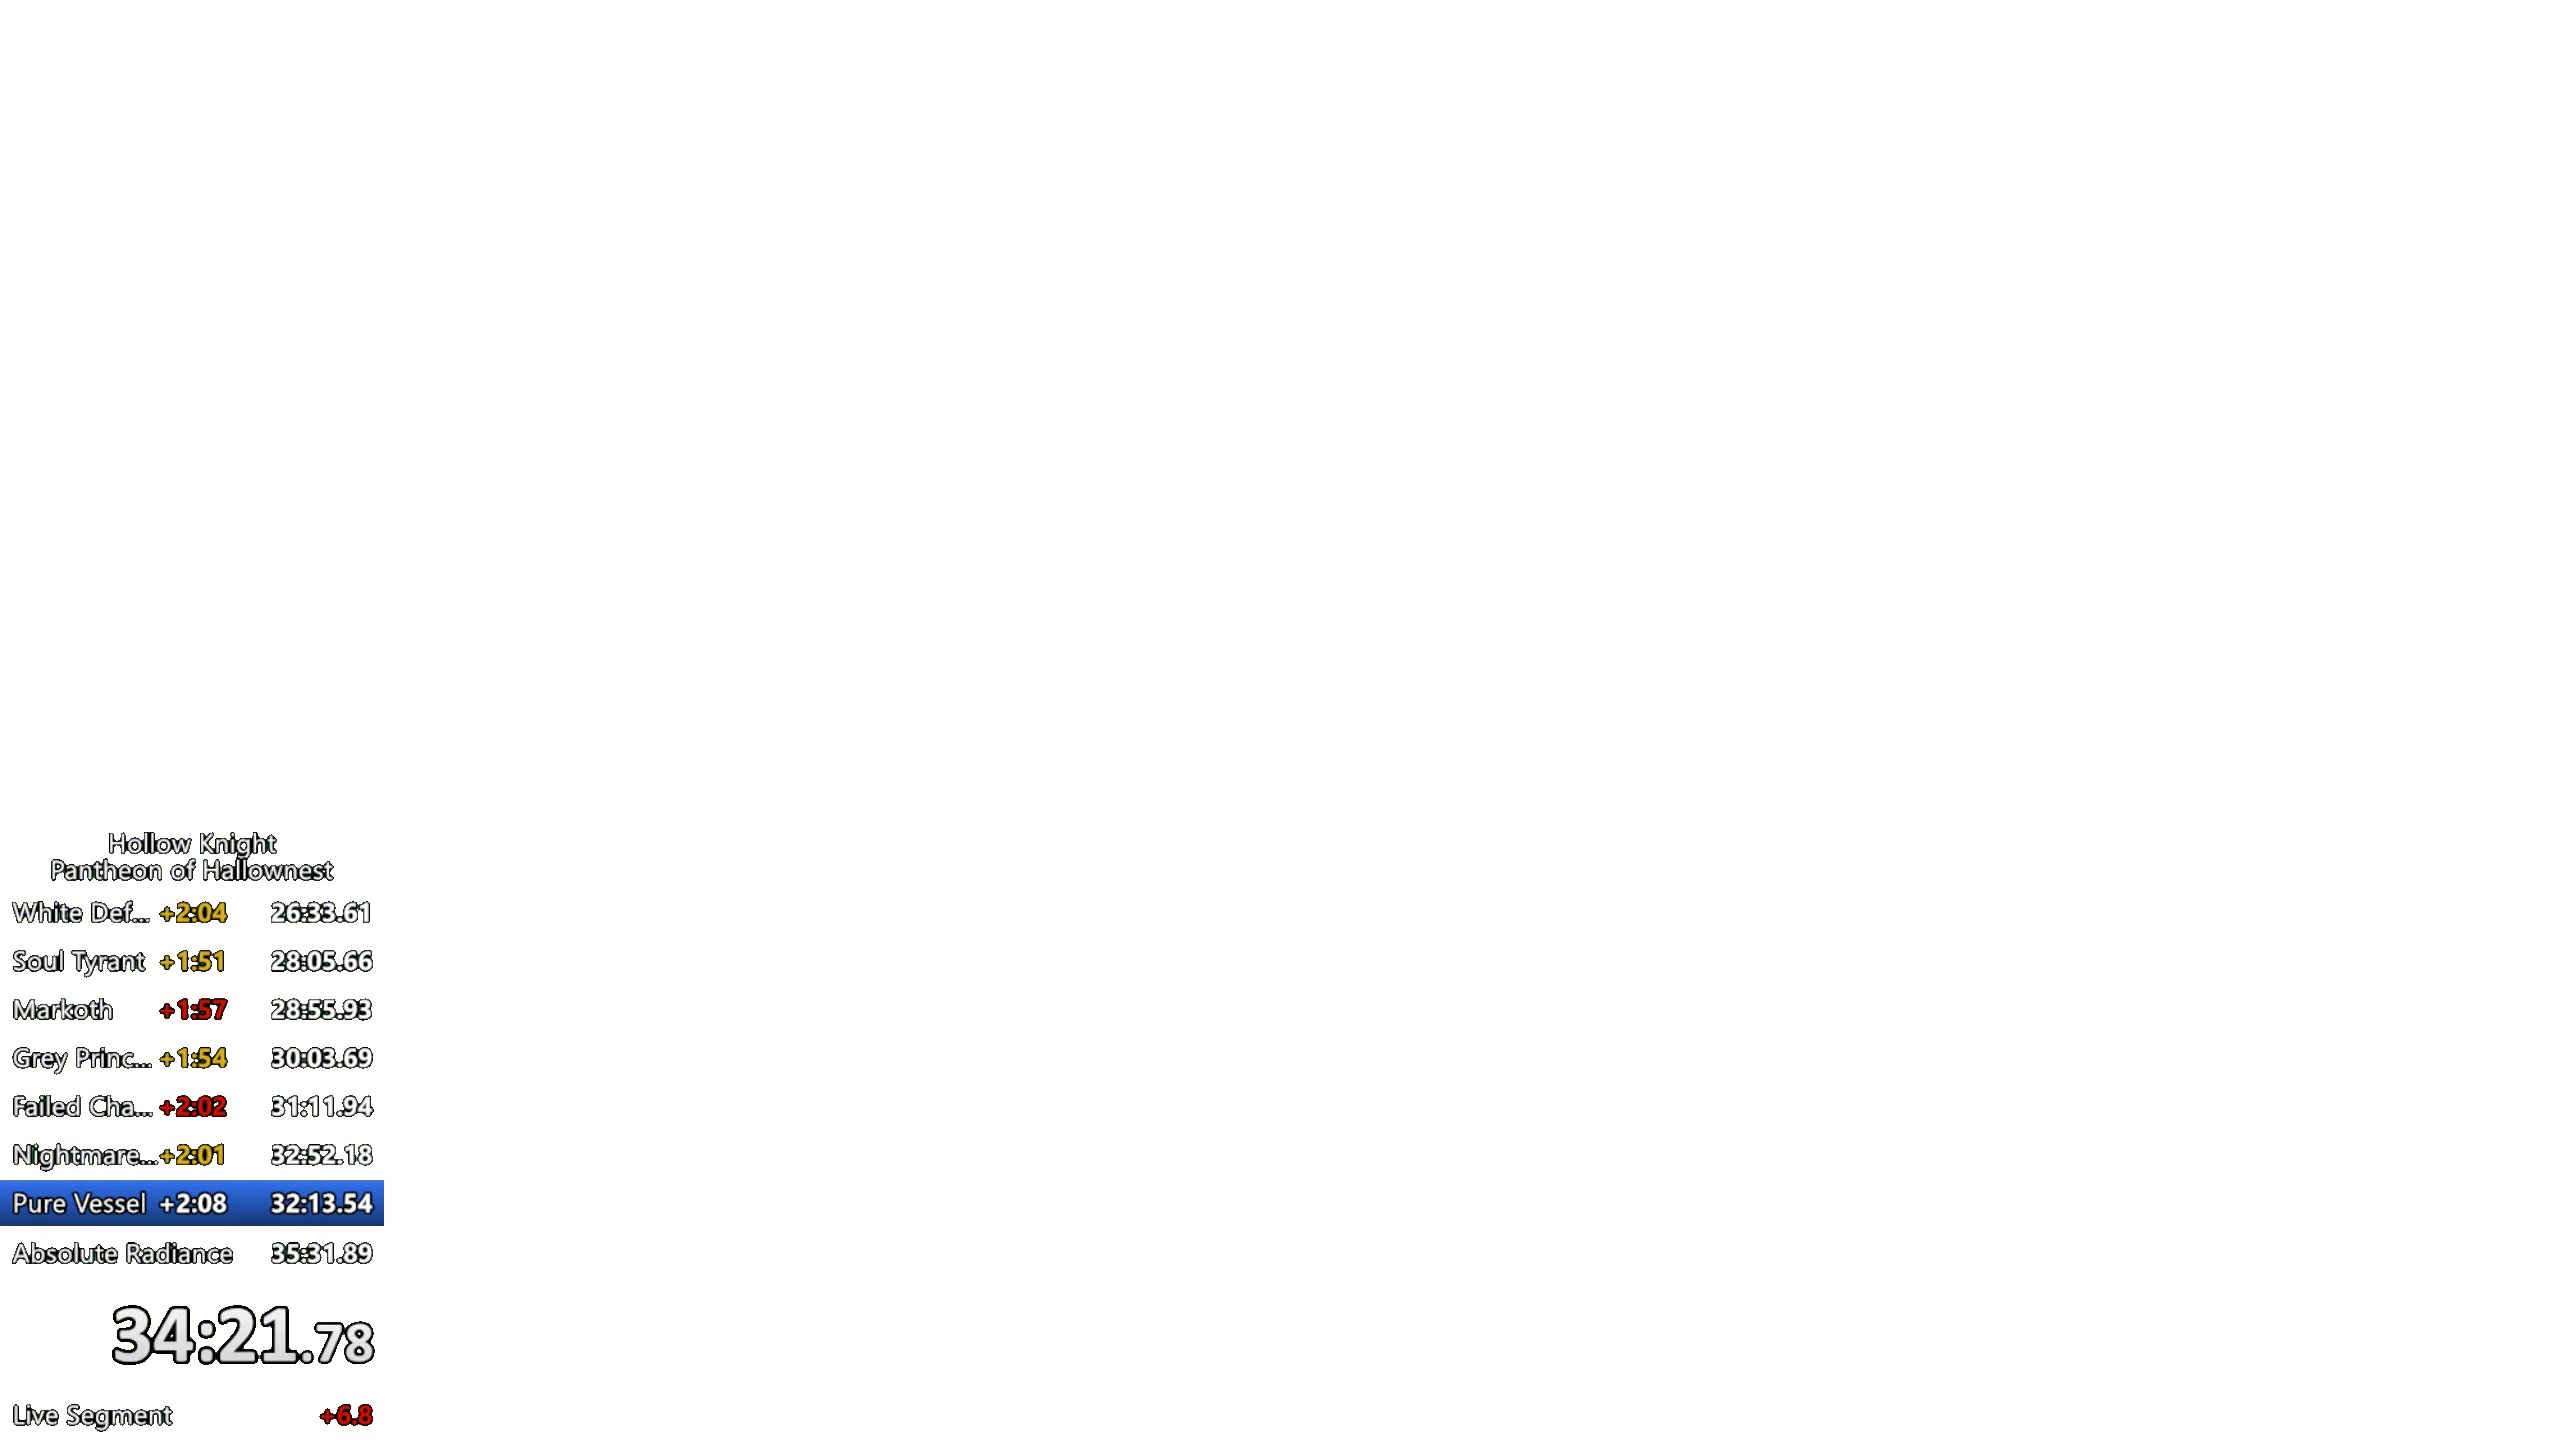 Hollow Knight
Pantheon of Hallownest
White Def... +2:04 26:33.61
Soul Tyrant +1:51 28:05.66
Markoth +1:57 28:55.93
Grey Princ... +1:54 30:03.69
Failed Cha... +2:02 31:11.94
Nightmare... +2:01 32:52.18
Pure Vessel +2:08 32:13.54
Absolute Radiance 35:31.89
34:21.78
Live Segment +6.8